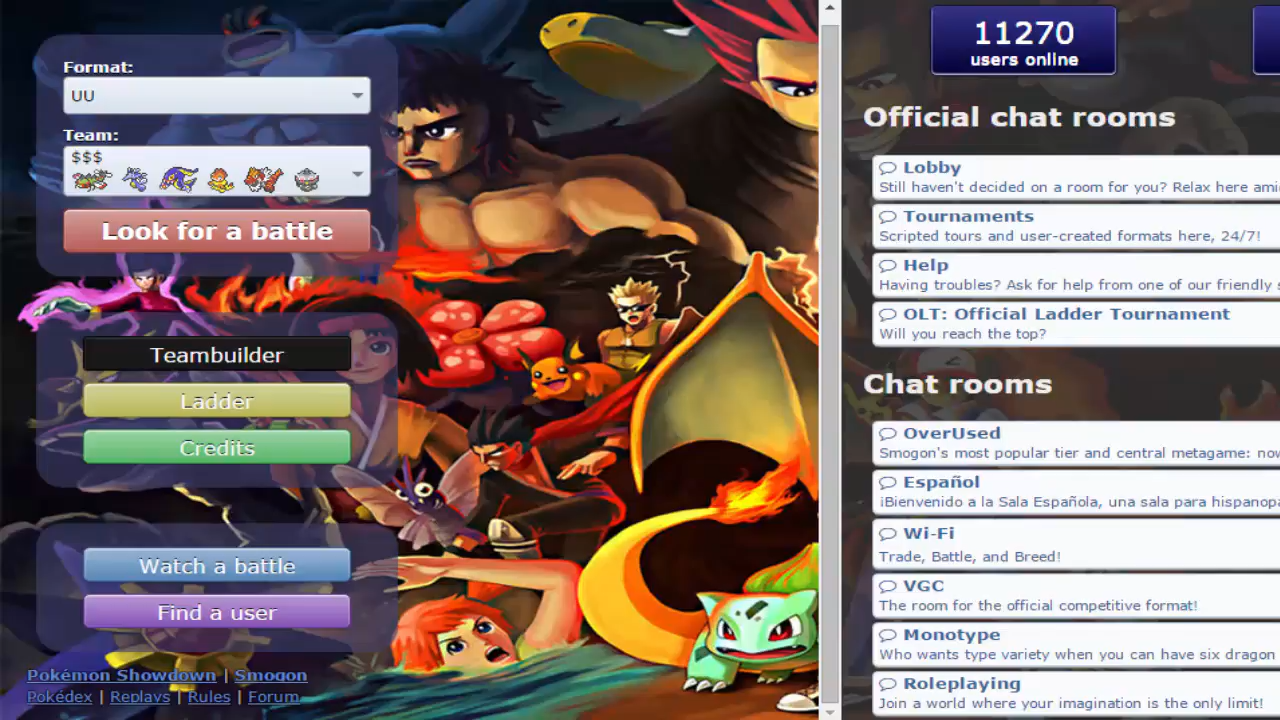 Format:
UU
Team:
$$$
Look for a battle
Teambuilder
Ladder
Credits
Watch a battle
Find a user
Pokémon Showdown | Smogon
Pokédex | Replays | Rules | Forum
11270
users online
Official chat rooms
Lobby
Still haven't decided on a room for you? Relax here ami
Tournaments
Scripted tours and user-created formats here, 24/7!
Help
Having troubles? Ask for help from one of our friendly s
OLT: Official Ladder Tournament
Will you reach the top?
Chat rooms
OverUsed
Smogon's most popular tier and central metagame: now
Español
¡Bienvenido a la Sala Española, una sala para hispanopa
Wi-Fi
Trade, Battle, and Breed!
VGC
The room for the official competitive format!
Monotype
Who wants type variety when you can have six dragon
Roleplaying
Join a world where your imagination is the only limit!